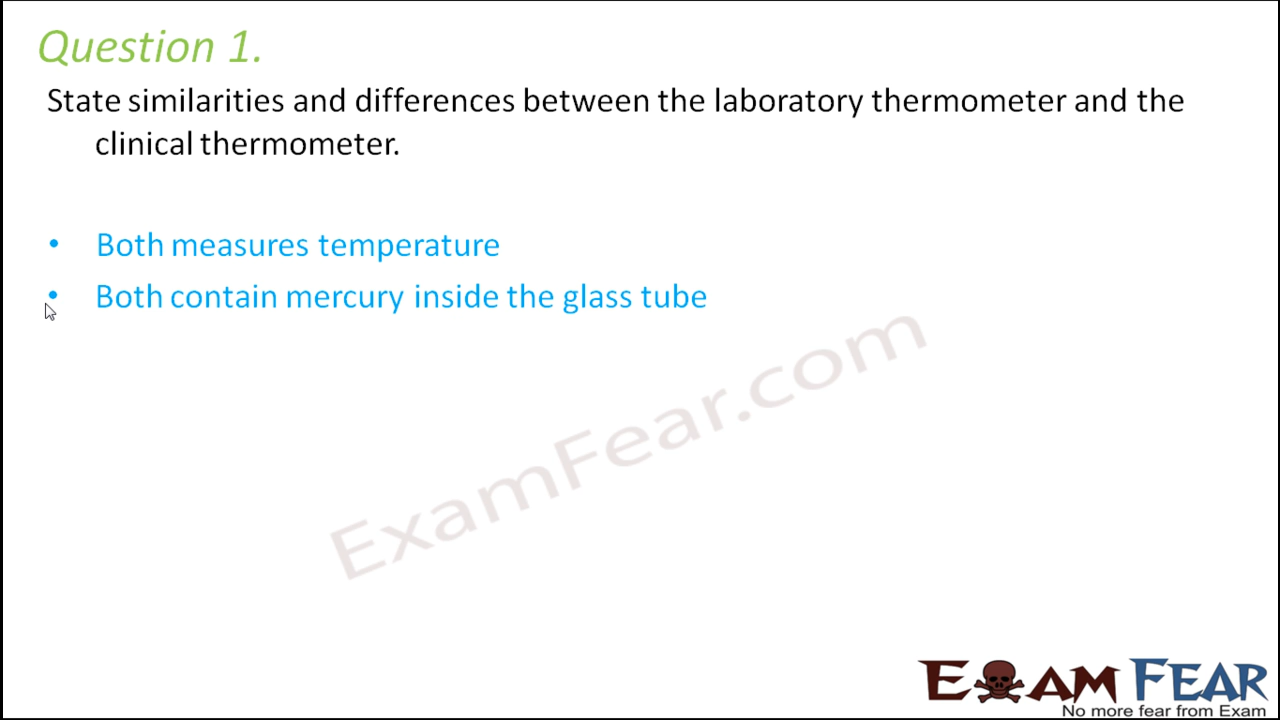 Question 1.
State similarities and differences between the laboratory thermometer and the
clinical thermometer.
• Both measures temperature
• Both contain mercury inside the glass tube
ExamFear.com
EXAM FEAR
No more fear from Exam